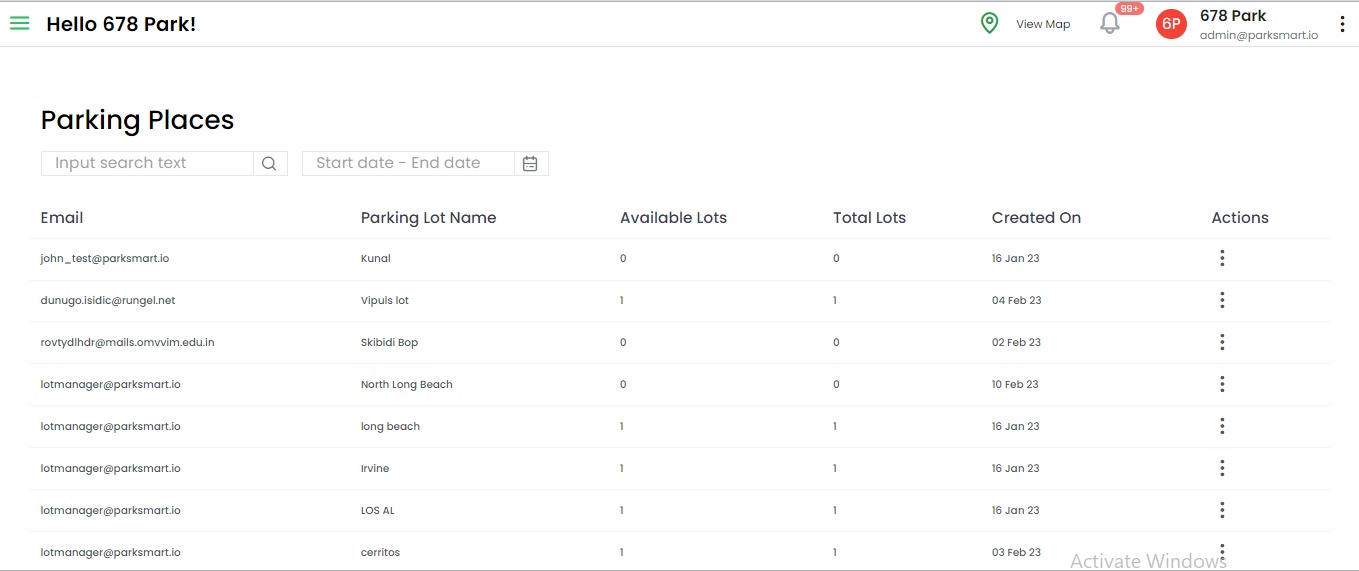 Hello 678 Park!
View Map
99+
6P
678 Park
admin@parksmart.io
Parking Places
Input search text
Start date - End date
Email Parking Lot Name Available Lots Total Lots Created On Actions
john_test@parksmart.io Kunal 0 0 16 Jan 23
dunugo.isidic@rungel.net Vipuls lot 1 1 04 Feb 23
rovtydlhdr@mails.omvvim.edu.in Skibidi Bop 0 0 02 Feb 23
lotmanager@parksmart.io North Long Beach 0 0 10 Feb 23
lotmanager@parksmart.io long beach 1 1 16 Jan 23
lotmanager@parksmart.io Irvine 1 1 16 Jan 23
lotmanager@parksmart.io LOS AL 1 1 16 Jan 23
lotmanager@parksmart.io cerritos 1 1 03 Feb 23
Activate Windows